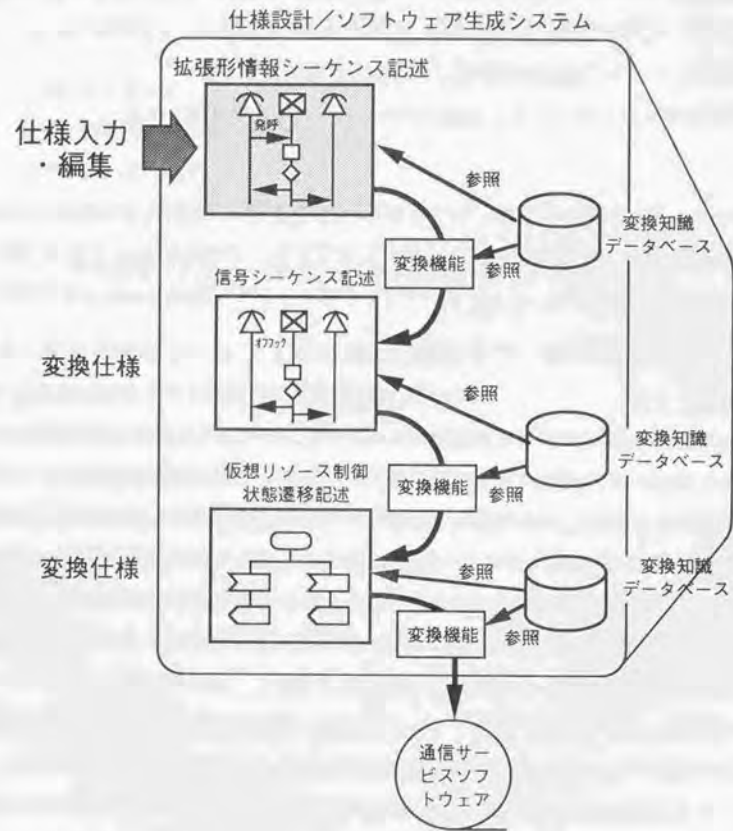 仕様設計／ソフトウェア生成システム
拡張形情報シーケンス記述
発呼
仕様入力
・編集
参照
変換知識
データベース
変換機能
参照
信号シーケンス記述
オフフック
変換仕様
参照
変換知識
データベース
変換機能
参照
仮想リソース制御
状態遷移記述
変換仕様
参照
変換知識
データベース
変換機能
参照
通信サー
ビスソフ
トウェア